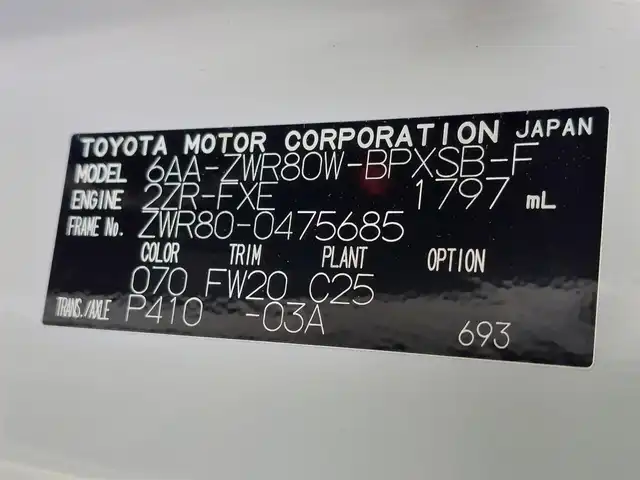 TOYOTA MOTOR CORPORATION JAPAN
MODEL 6AA-ZWR80W-BPXSB-F
ENGINE 2ZR-FXE 1797 mL
FRAME No. ZWR80-0475685
COLOR TRIM PLANT OPTION
070 FW20 C25
TRANS./AXLE P410 -03A 693